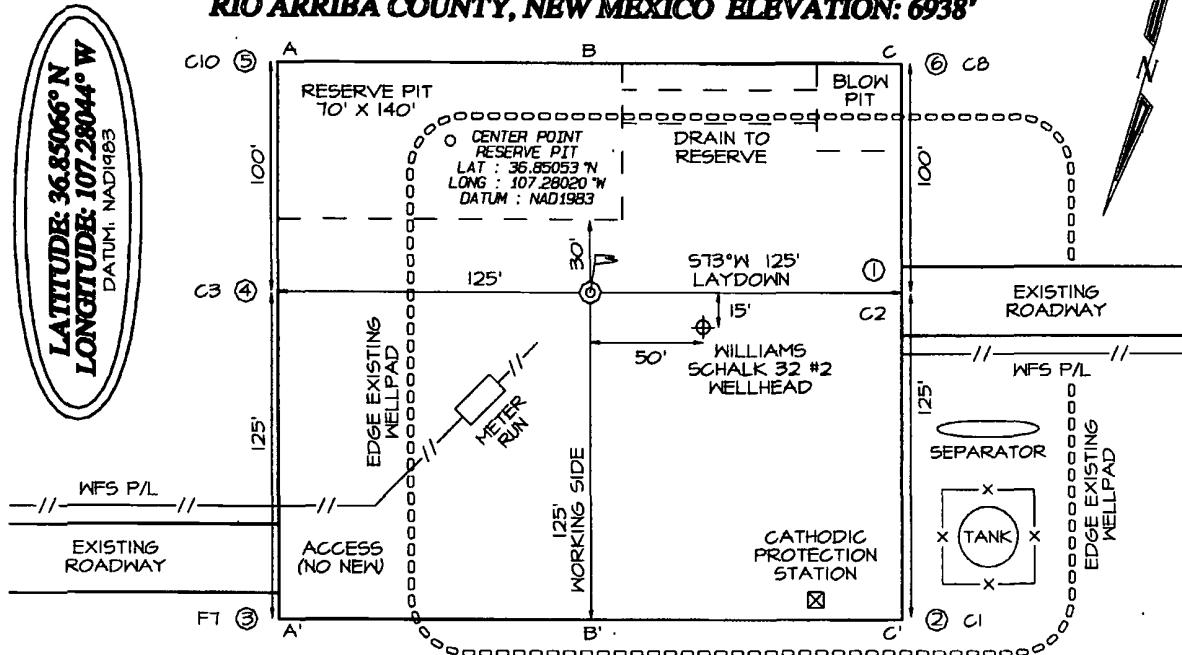 RIO ARRIBA COUNTY, NEW MEXICO ELEVATION: 6938'
LATITUDE: 36.85066° N
LONGITUDE: 107.28044° W
DATUM: NAD1983
N
C10 ⑤
A
B
C
⑥ C8
RESERVE PIT
70' X 140'
BLOW
PIT
CENTER POINT
RESERVE PIT
LAT : 36.85053 °N
LONG : 107.28020 °W
DATUM : NAD1983
DRAIN TO
RESERVE
100'
100'
30'
S73°W 125'
LAYDOWN
①
C3 ④
125'
C2
EXISTING
ROADWAY
15'
50'
WILLIAMS
SCHALK 32 #2
WELLHEAD
WFS P/L
EDGE EXISTING
WELLPAD
METER
RUN
125'
125'
SEPARATOR
EDGE EXISTING
WELLPAD
WFS P/L
125'
WORKING SIDE
TANK
EXISTING
ROADWAY
ACCESS
(NO NEW)
CATHODIC
PROTECTION
STATION
F7 ③
A'
B'
C'
② C1